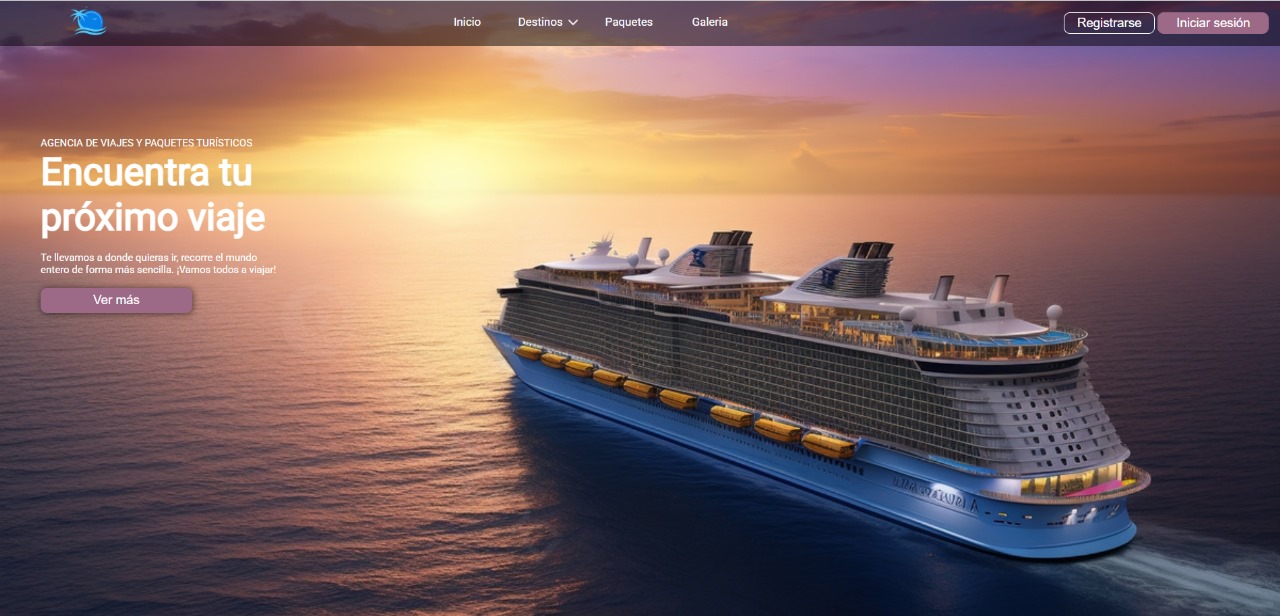 Inicio
Destinos
Paquetes
Galeria
Registrarse
Iniciar sesión
AGENCIA DE VIAJES Y PAQUETES TURÍSTICOS
Encuentra tu
próximo viaje
Te llevamos a donde quieras ir, recorre el mundo
entero de forma más sencilla. ¡Vamos todos a viajar!
Ver más